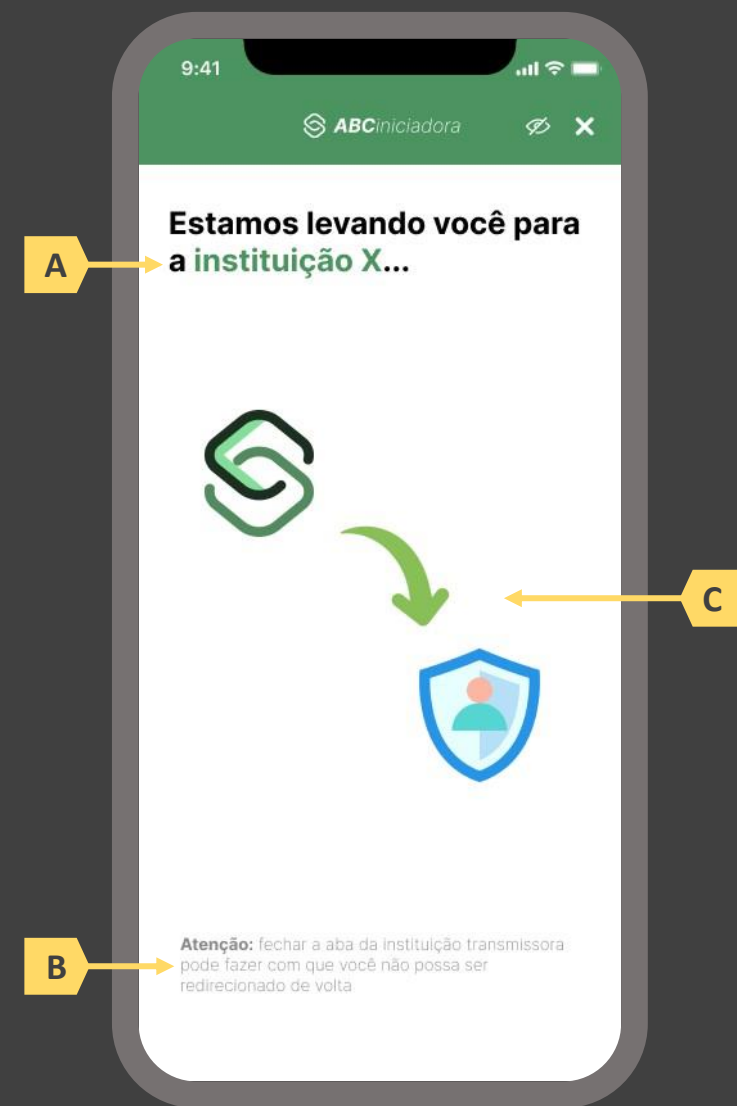 9:41
ABCiniciadora
Estamos levando você para
a instituição X...
A
C
Atenção: fechar a aba da instituição transmissora
pode fazer com que você não possa ser
redirecionado de volta
B